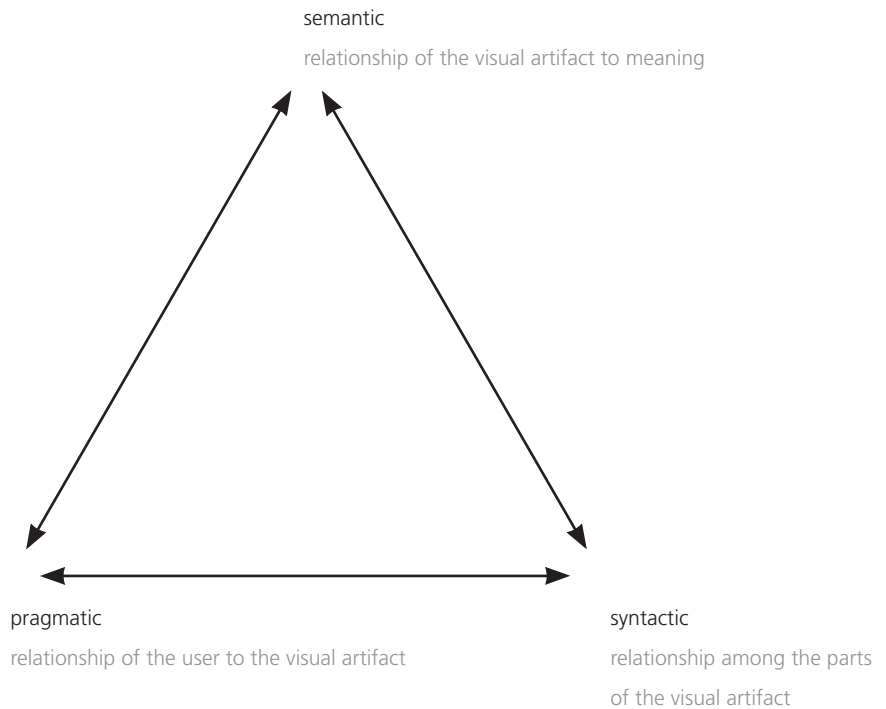 semantic
relationship of the visual artifact to meaning
pragmatic
relationship of the user to the visual artifact
syntactic
relationship among the parts
of the visual artifact